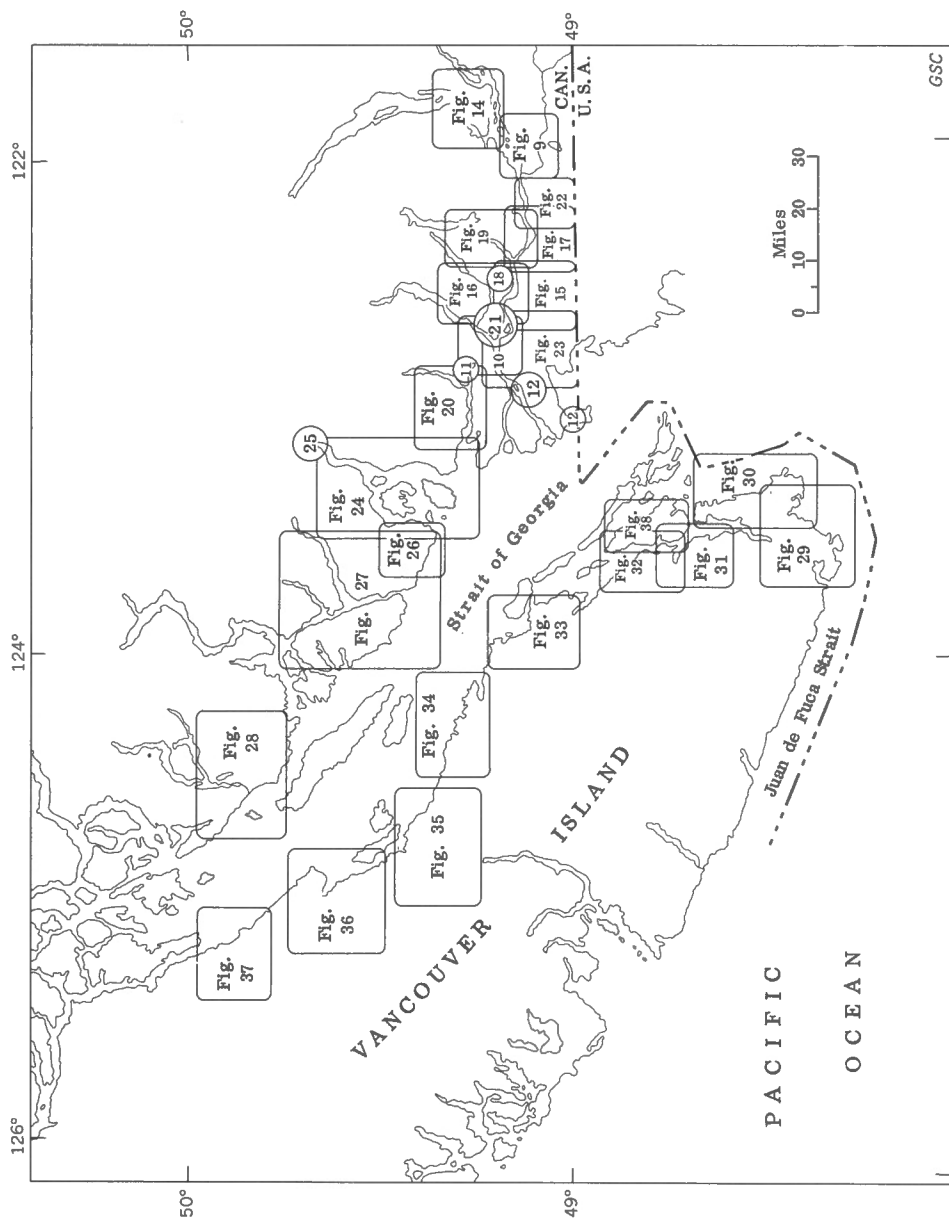 126°
124°
122°
50°
50°
49°
49°
CAN.
U.S.A.
GSC
Fig.
37
Fig.
36
Fig. 35
Fig. 34
Fig.
28
Fig.
27
Fig.
26
Fig.
24
25
Fig.
20
11
10
21
12
12
Fig.
23
Fig.
16
Fig.
15
18
Fig.
19
Fig.
17
Fig.
22
Fig.
9
Fig.
14
Fig.
33
Fig.
32
Fig.
38
Fig.
31
Fig.
30
Fig.
29
Strait of Georgia
VANCOUVER ISLAND
Juan de Fuca Strait
PACIFIC
OCEAN
Miles
0 10 20 30